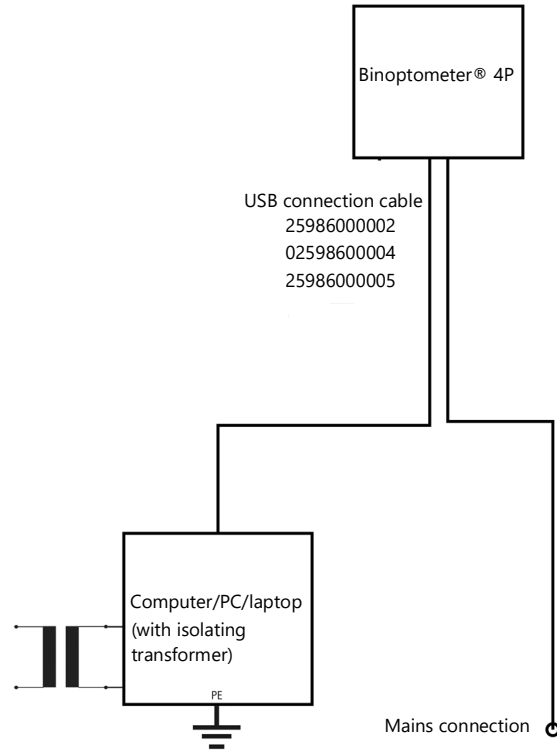 Binoptometer® 4P
USB connection cable
25986000002
02598600004
25986000005
Computer/PC/laptop
(with isolating
transformer)
PE
Mains connection